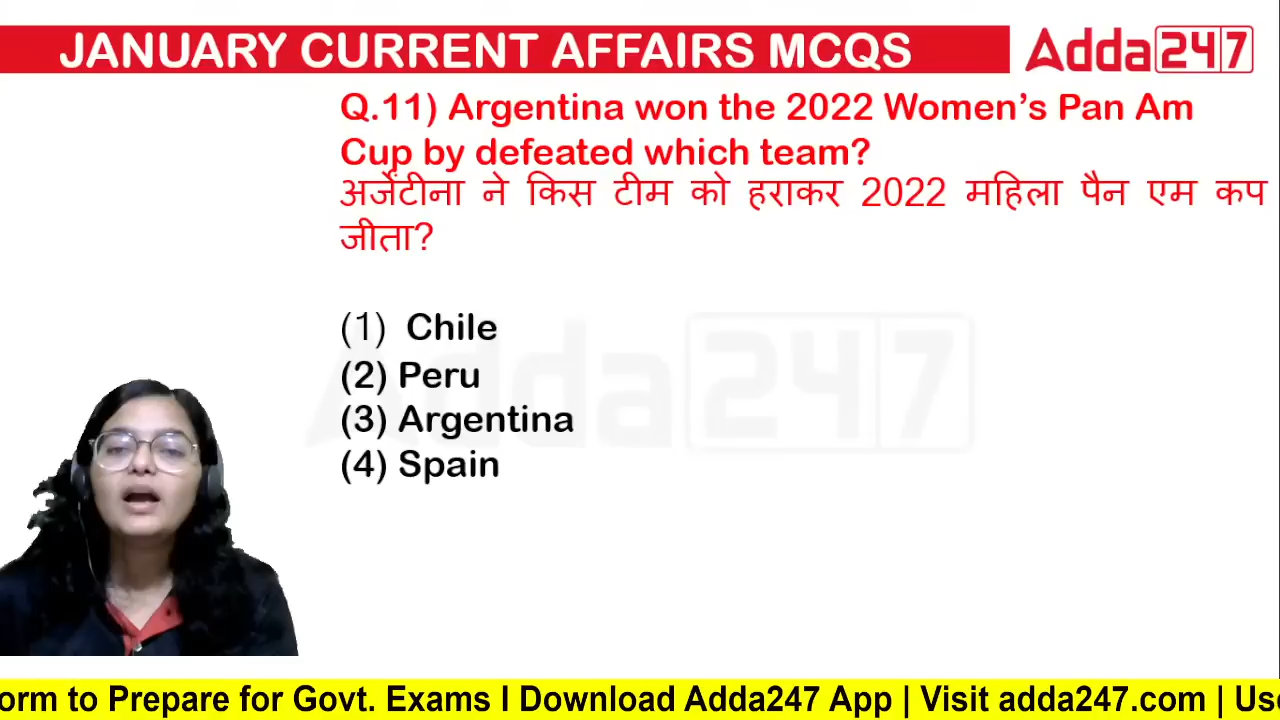 JANUARY CURRENT AFFAIRS MCQS
Adda247
Q.11) Argentina won the 2022 Women’s Pan Am
Cup by defeated which team?
अर्जेंटीना ने किस टीम को हराकर 2022 महिला पैन एम कप
जीता?
Adda247
(1) Chile
(2) Peru
(3) Argentina
(4) Spain
orm to Prepare for Govt. Exams I Download Adda247 App | Visit adda247.com | Use